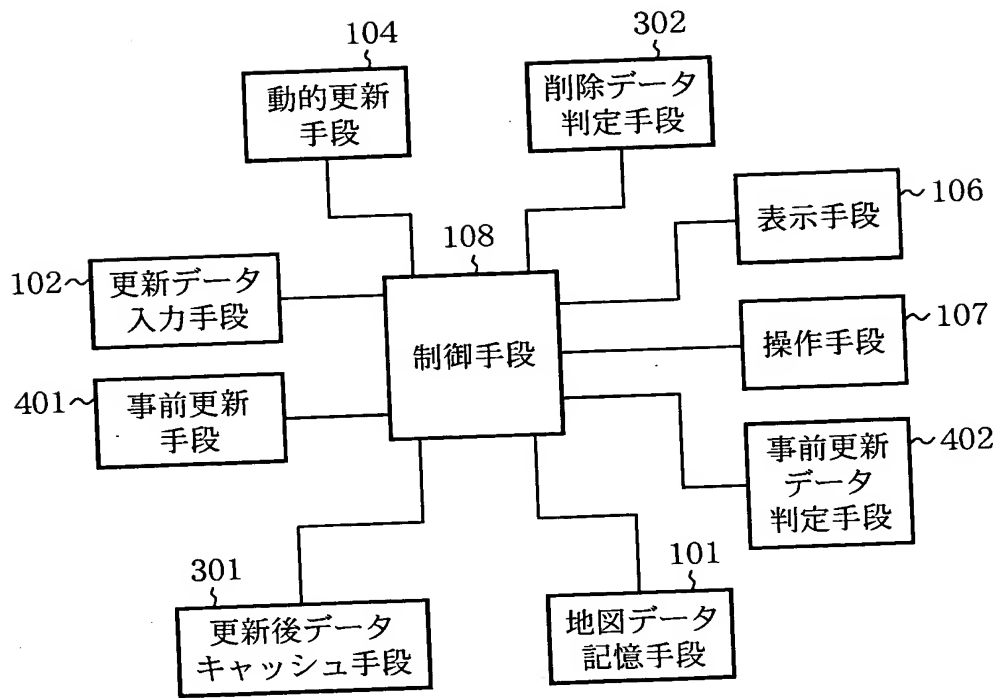 104
動的更新
手段
302
削除データ
判定手段
106
表示手段
108
制御手段
102
更新データ
入力手段
107
操作手段
401
事前更新
手段
402
事前更新
データ
判定手段
301
更新後データ
キャッシュ手段
101
地図データ
記憶手段